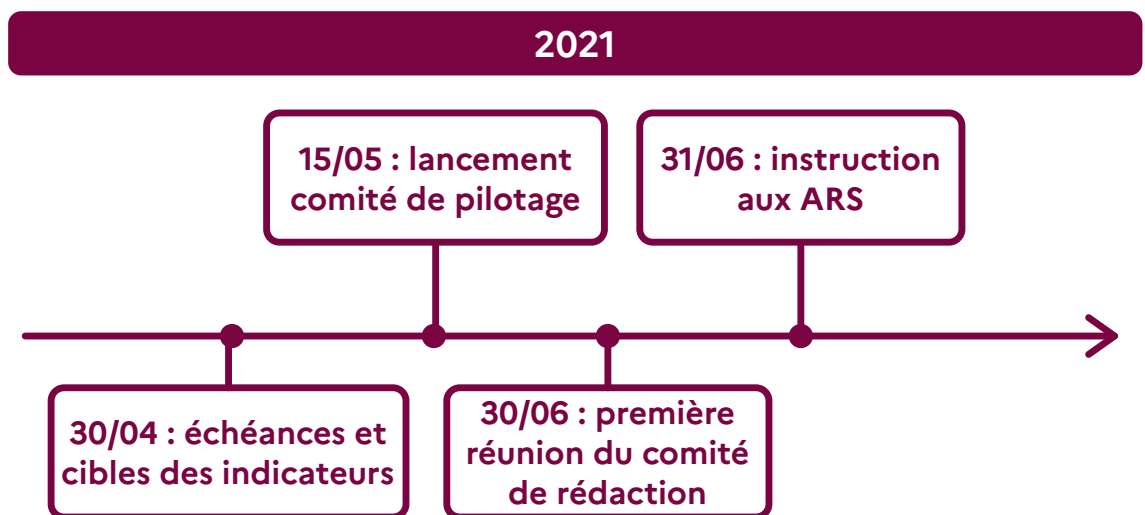 2021
15/05 : lancement
comité de pilotage
31/06 : instruction
aux ARS
30/04 : échéances et
cibles des indicateurs
30/06 : première
réunion du comité
de rédaction